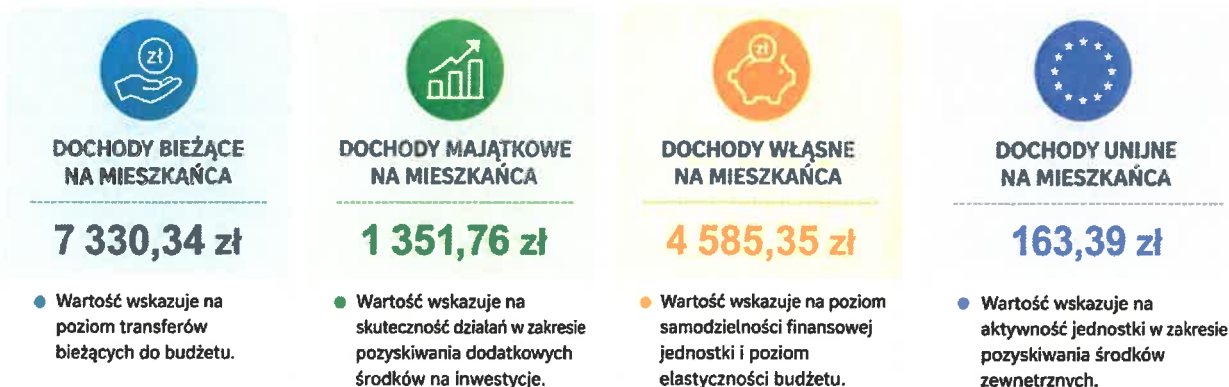 zł
DOCHODY BIEŻĄCE
NA MIESZKAŃCA
7 330,34 zł
Wartość wskazuje na
poziom transferów
bieżących do budżetu.
DOCHODY MAJĄTKOWE
NA MIESZKAŃCA
1 351,76 zł
Wartość wskazuje na
skuteczność działań w zakresie
pozyskiwania dodatkowych
środków na inwestycje.
zł
DOCHODY WŁĄSNE
NA MIESZKAŃCA
4 585,35 zł
Wartość wskazuje na poziom
samodzielności finansowej
jednostki i poziom
elastyczności budżetu.
DOCHODY UNIJNE
NA MIESZKAŃCA
163,39 zł
Wartość wskazuje na
aktywność jednostki w zakresie
pozyskiwania środków
zewnętrznych.